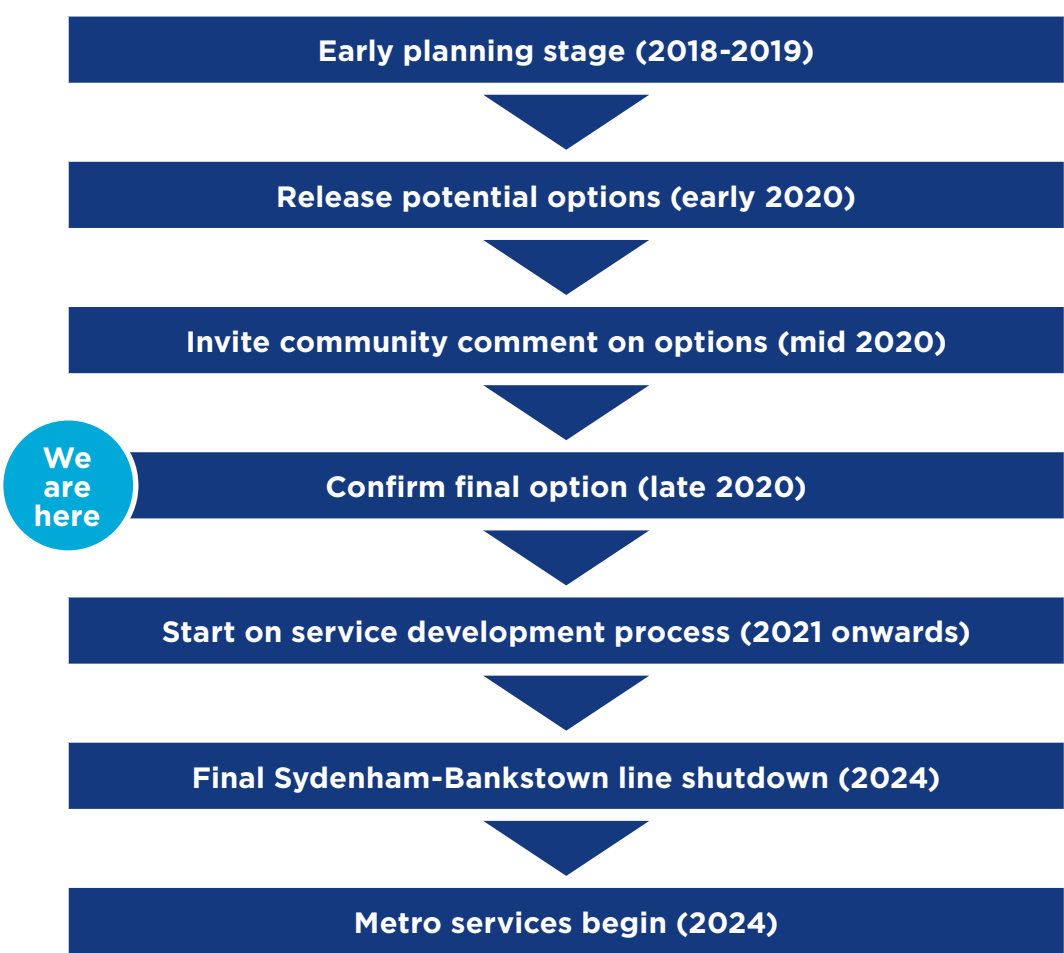 Early planning stage (2018-2019)
Release potential options (early 2020)
Invite community comment on options (mid 2020)
We
are
here
Confirm final option (late 2020)
Start on service development process (2021 onwards)
Final Sydenham-Bankstown line shutdown (2024)
Metro services begin (2024)